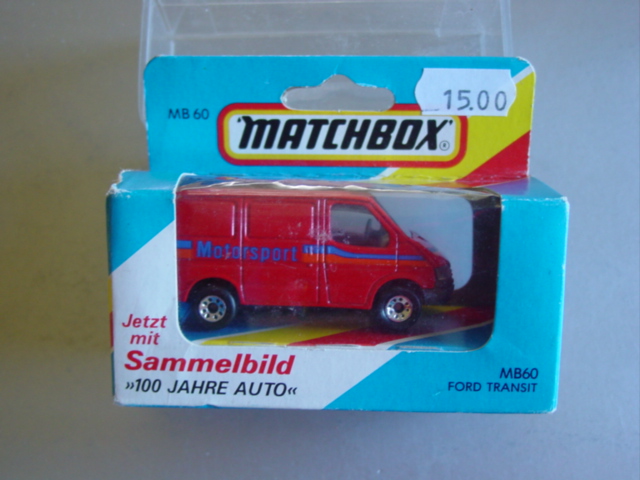 15.00
MB 60
"MATCHBOX"®
Motorsport
Jetzt
mit
Sammelbild
»100 JAHRE AUTO«
MB60
FORD TRANSIT